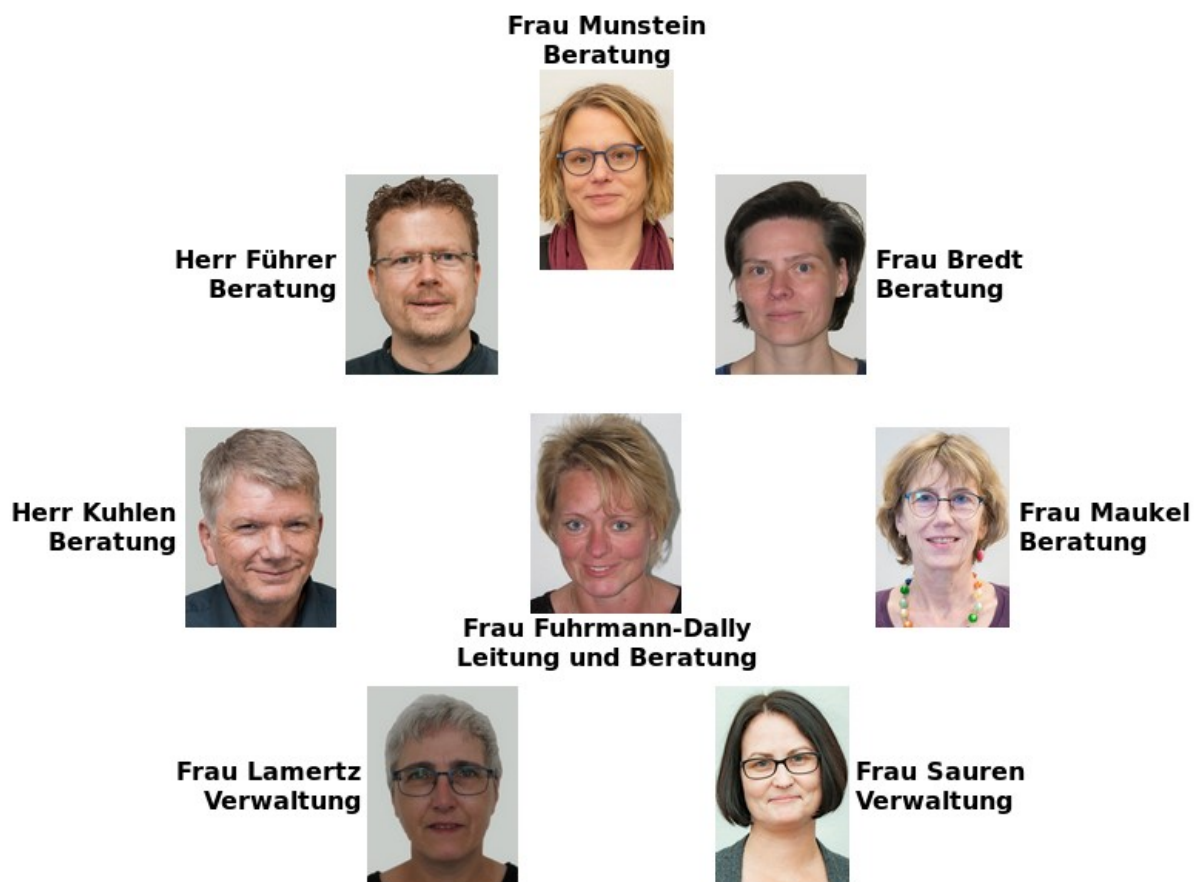 Frau Munstein
Beratung
Herr Führer
Beratung
Frau Bredt
Beratung
Herr Kuhlen
Beratung
Frau Maukel
Beratung
Frau Fuhrmann-Dally
Leitung und Beratung
Frau Lamertz
Verwaltung
Frau Sauren
Verwaltung